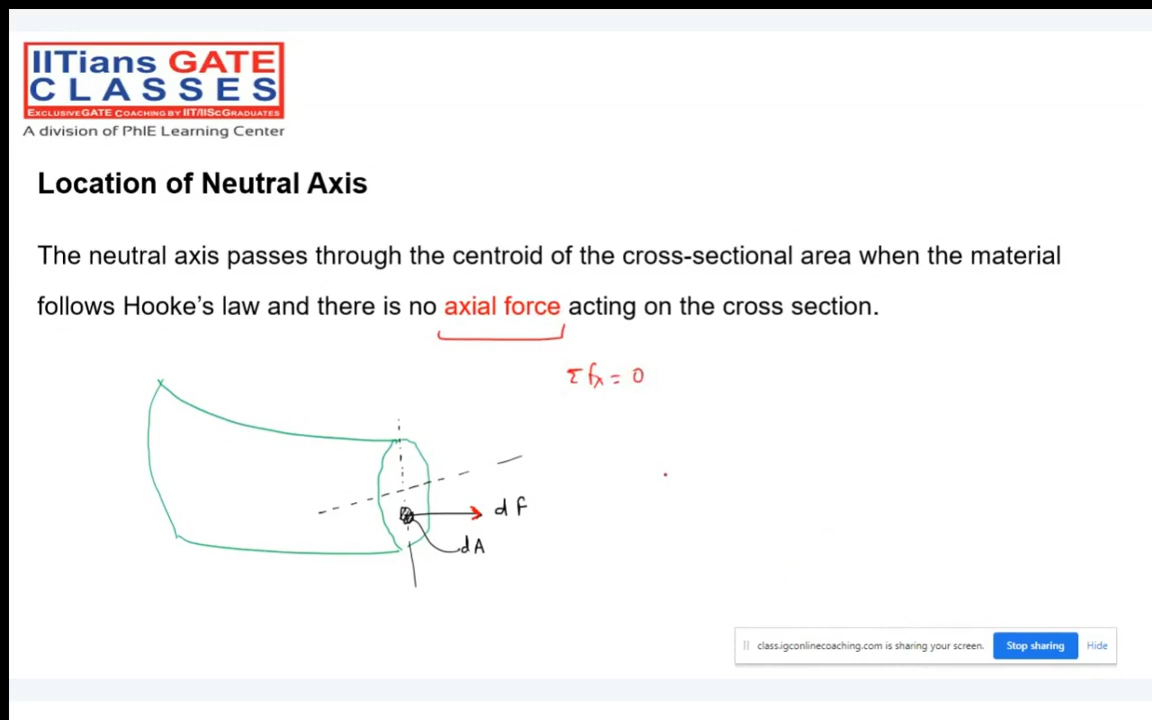 IITians GATE
CLASSES
EXCLUSIVE GATE COACHING BY IIT/IISC GRADUATES
A division of PhIE Learning Center
Location of Neutral Axis
The neutral axis passes through the centroid of the cross-sectional area when the material
follows Hooke's law and there is no axial force acting on the cross section.
Σfx = 0
dF
dA
class.igconlinecoaching.com is sharing your screen. Stop sharing Hide